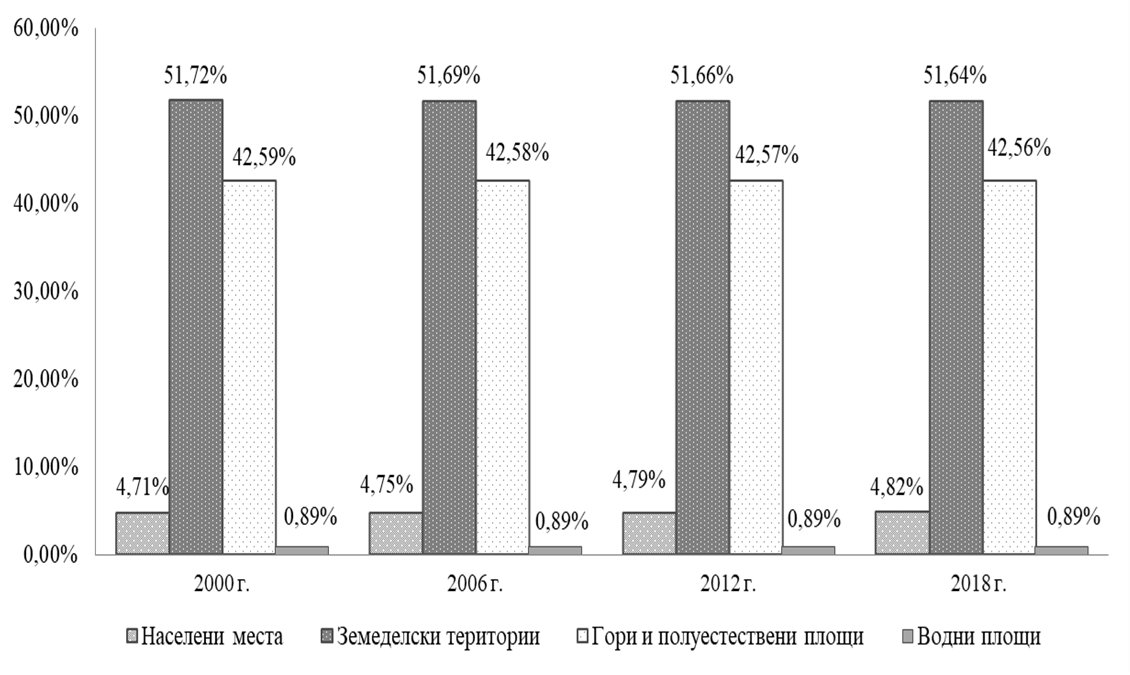 60,00%
50,00%
40,00%
30,00%
20,00%
10,00%
0,00%
51,72% 51,69% 51,66% 51,64%
42,59% 42,58% 42,57% 42,56%
4,71% 4,75% 4,79% 4,82%
0,89% 0,89% 0,89% 0,89%
2000 г. 2006 г. 2012 г. 2018 г.
Населени места Земеделски територии Гори и полуестествени площи Водни площи